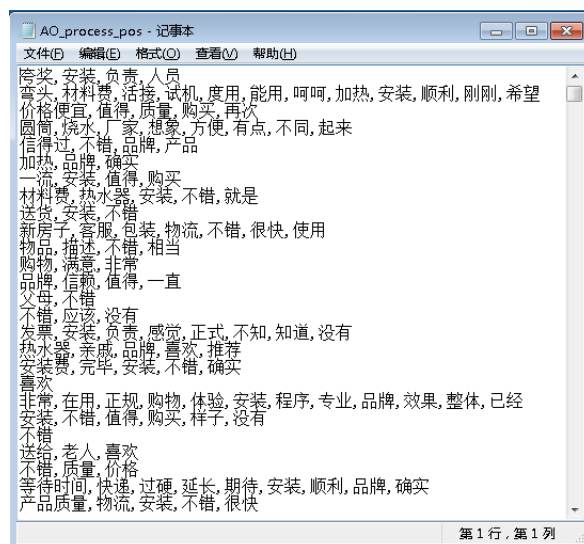 AO_process_pos - 记事本
文件(F) 编辑(E) 格式(O) 查看(V) 帮助(H)
夸奖,安装,负责,人员
弯头,材料费,活接,试机,度用,能用,呵呵,加热,安装,顺利,刚刚,希望
价格便宜,值得,质量,购买,再次
圆筒,烧水,厂家,想象,方便,有点,不同,起来
信得过,不错,品牌,产品
加热,品牌,确实
一流,安装,值得,购买
材料费,热水器,安装,不错,就是
送货,安装,不错
新房子,客服,包装,物流,不错,很快,使用
物品,描述,不错,相当
购物,满意,非常
品牌,信赖,值得,一直
父母,不错
不错,应该,没有
发票,安装,负责,感觉,正式,不知,知道,没有
热水器,亲戚,品牌,喜欢,推荐
安装费,完毕,安装,不错,确实
喜欢
非常,在用,正规,购物,体验,安装,程序,专业,品牌,效果,整体,已经
安装,不错,值得,购买,样子,没有
不错
送给,老人,喜欢
不错,质量,价格
等待时间,快递,过硬,延长,期待,安装,顺利,品牌,确实
产品质量,物流,安装,不错,很快
第 1 行,第 1 列